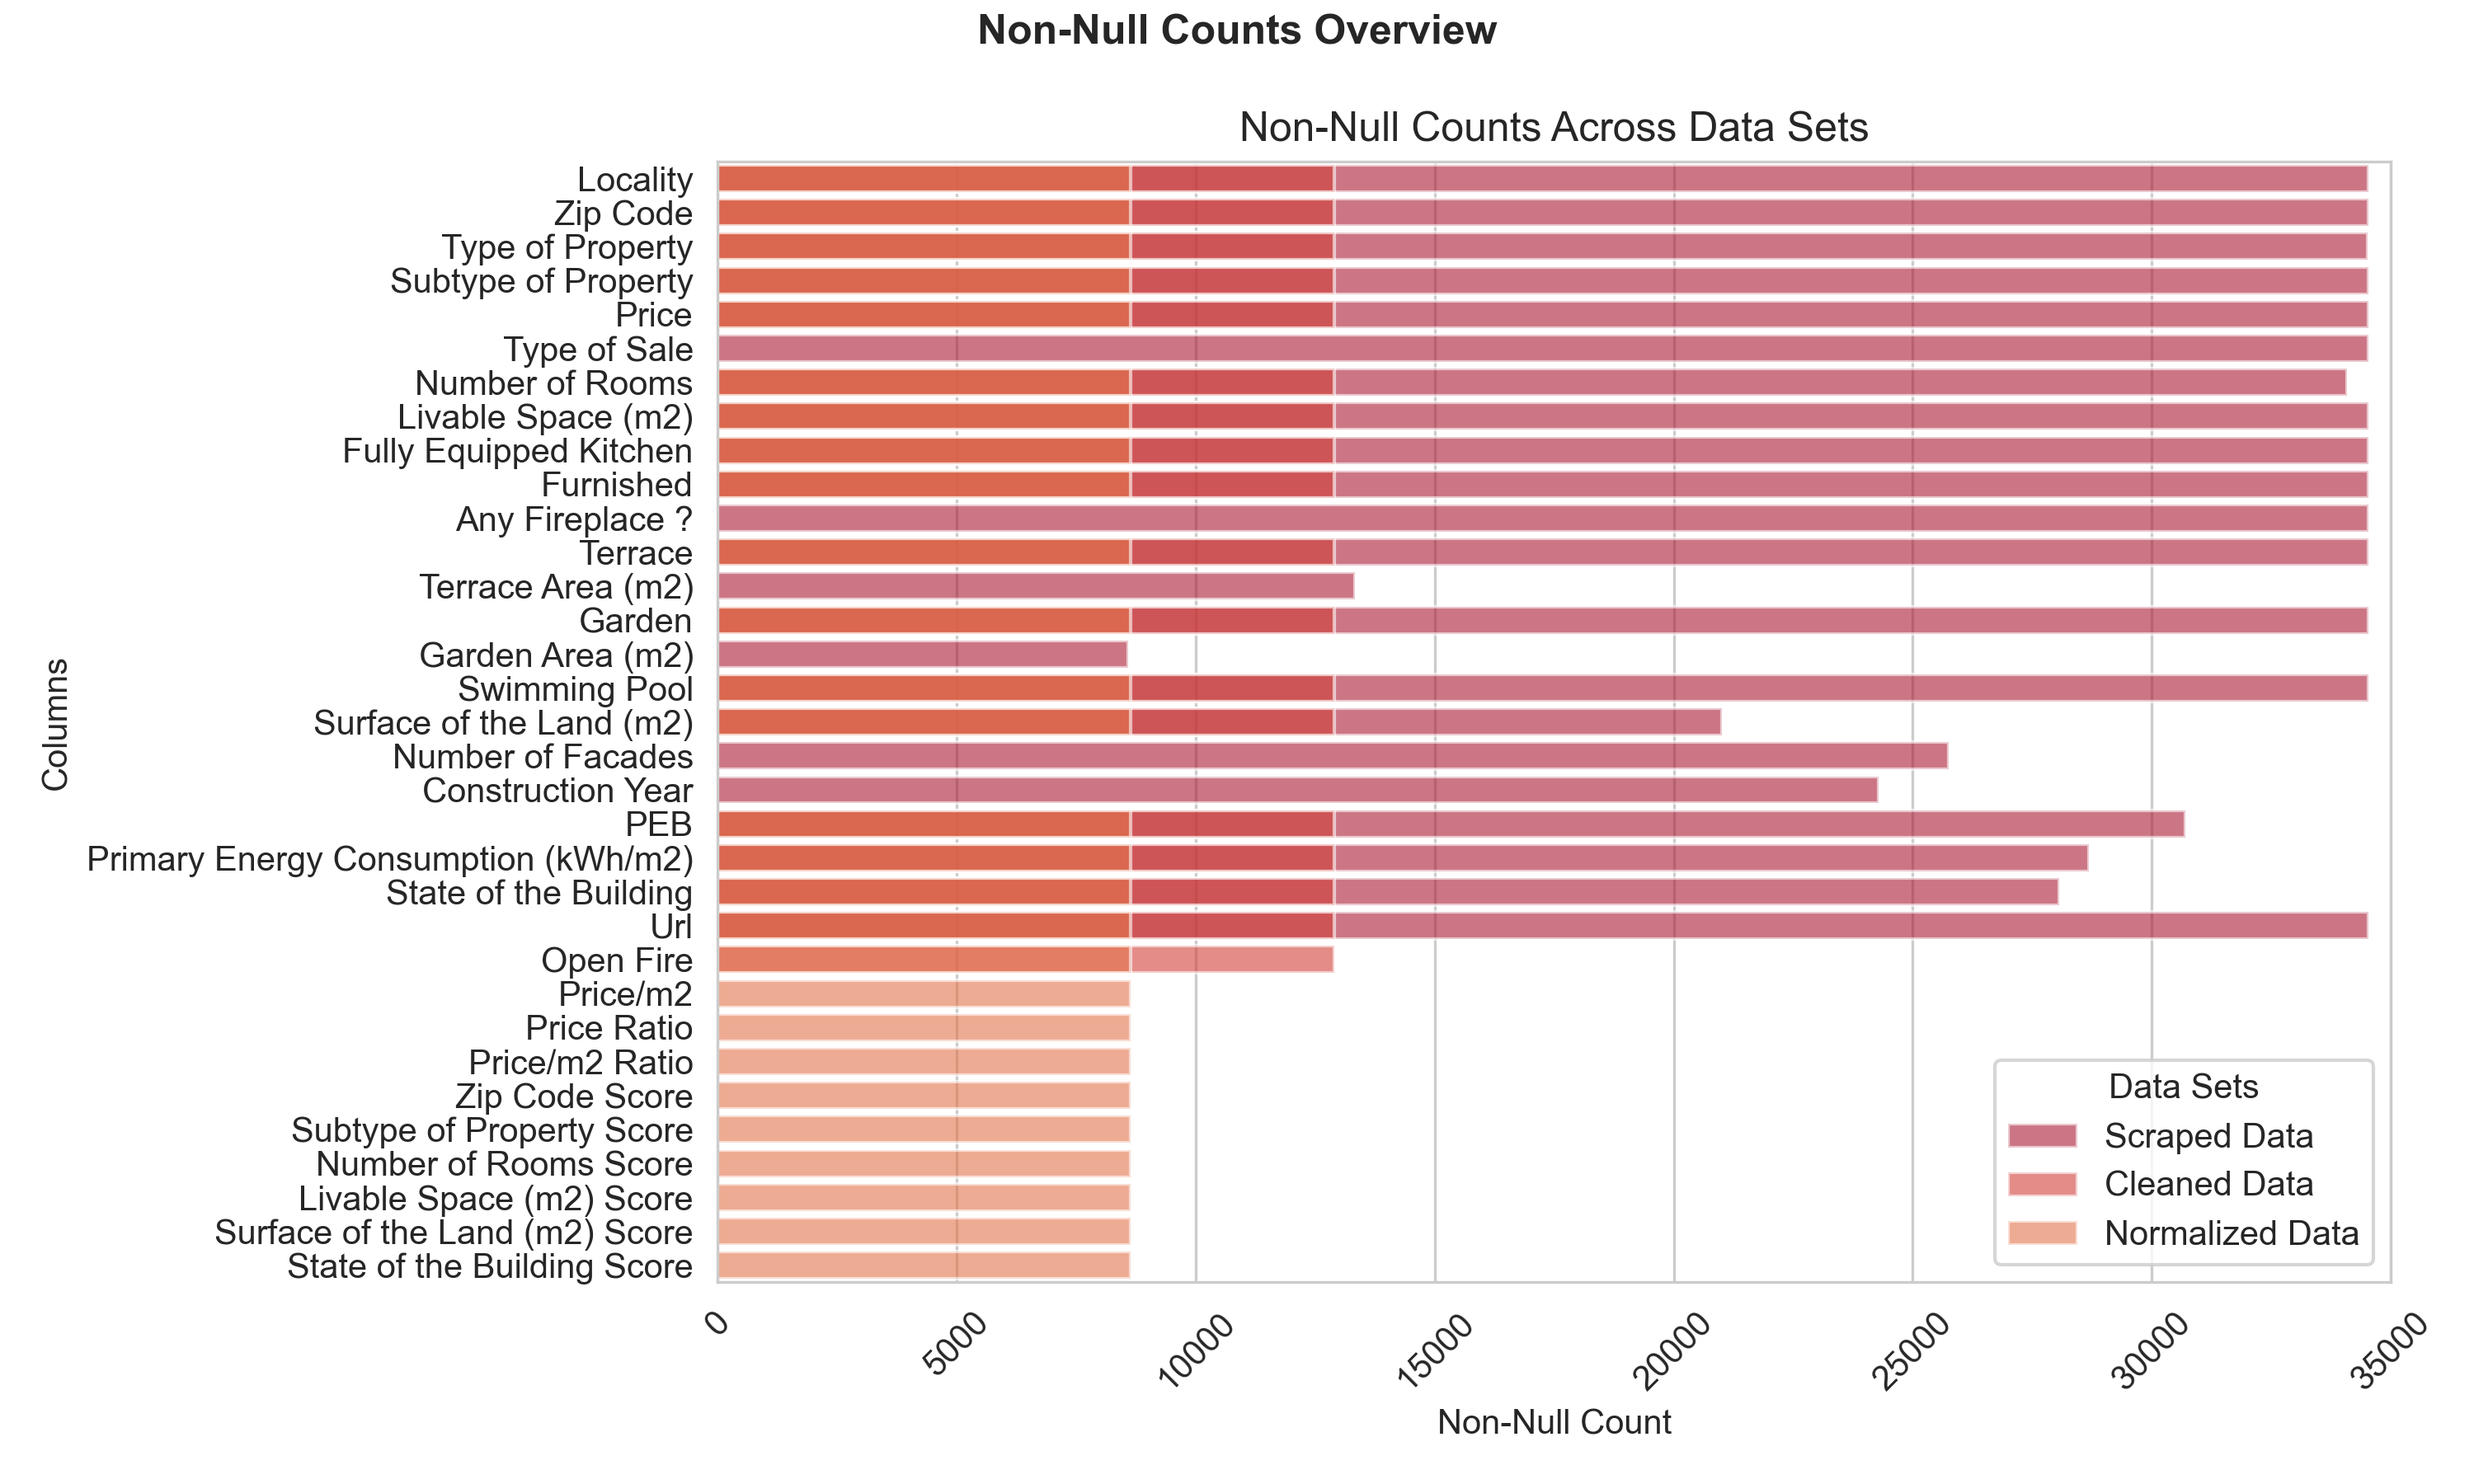 Non-Null Counts Overview
Non-Null Counts Across Data Sets
Locality
Zip Code
Type of Property
Subtype of Property
Price
Type of Sale
Number of Rooms
Livable Space (m2)
Fully Equipped Kitchen
Furnished
Any Fireplace ?
Terrace
Terrace Area (m2)
Garden
Garden Area (m2)
Swimming Pool
Surface of the Land (m2)
Number of Facades
Construction Year
PEB
Primary Energy Consumption (kWh/m2)
State of the Building
Url
Open Fire
Price/m2
Price Ratio
Price/m2 Ratio
Zip Code Score
Subtype of Property Score
Number of Rooms Score
Livable Space (m2) Score
Surface of the Land (m2) Score
State of the Building Score
Columns
Data Sets
Scraped Data
Cleaned Data
Normalized Data
0 5000 10000 15000 20000 25000 30000 35000
Non-Null Count